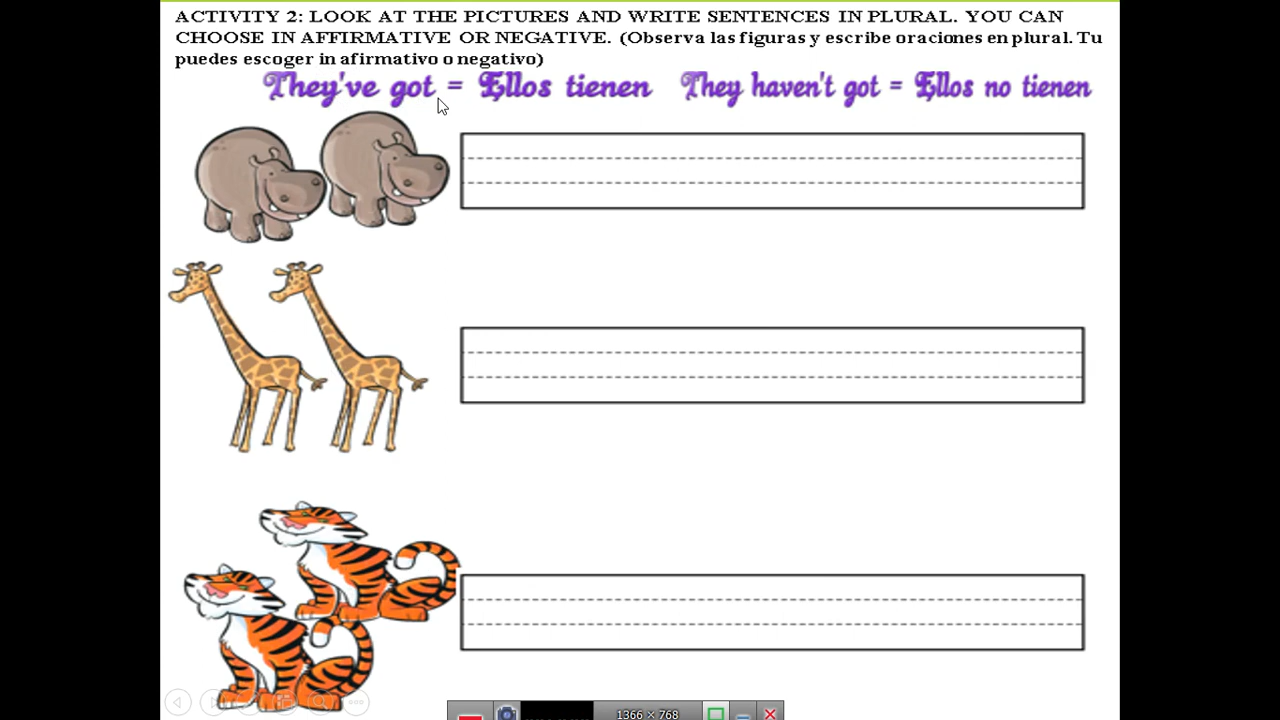 ACTIVITY 2: LOOK AT THE PICTURES AND WRITE SENTENCES IN PLURAL. YOU CAN
CHOOSE IN AFFIRMATIVE OR NEGATIVE. (Observa las figuras y escribe oraciones en plural. Tu
puedes escoger in afirmativo o negativo)
They've got = Ellos tienen They haven't got = Ellos no tienen
1366 × 768